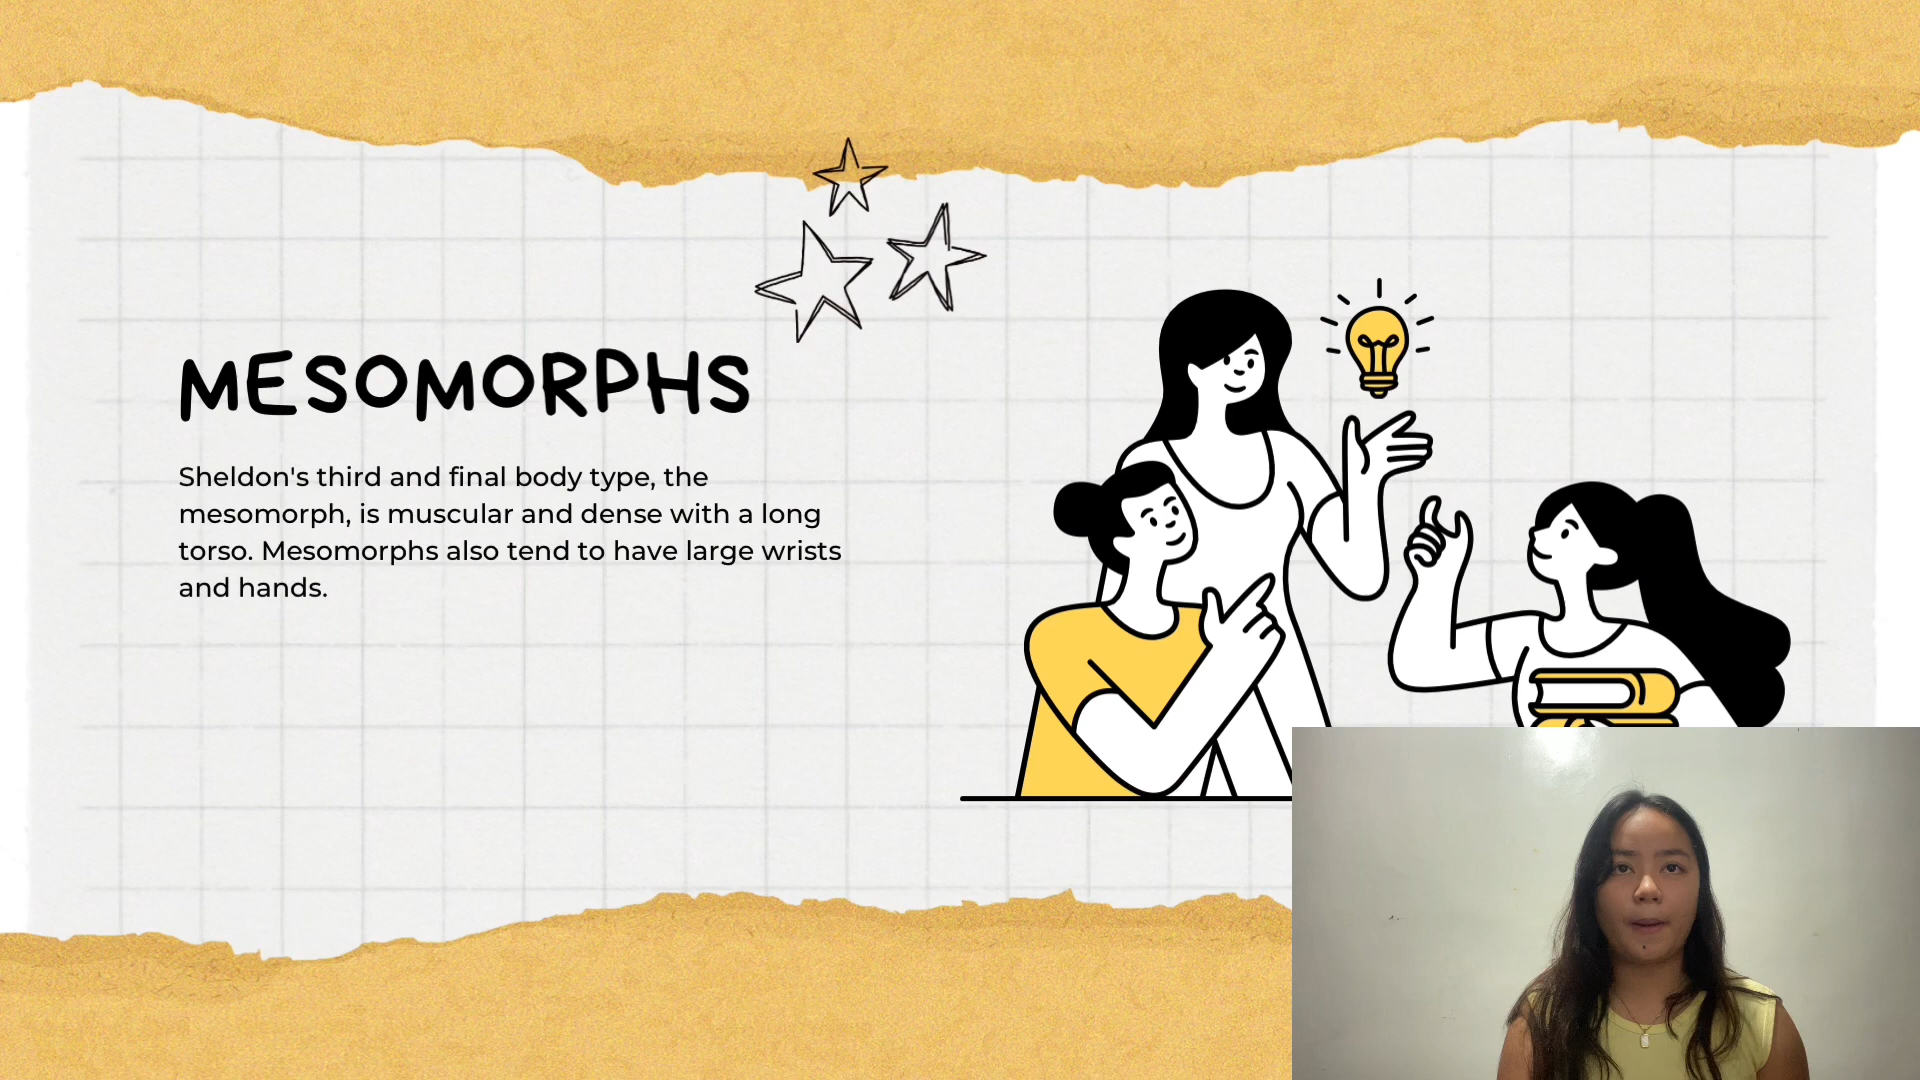 MESOMORPHS
Sheldon's third and final body type, the
mesomorph, is muscular and dense with a long
torso. Mesomorphs also tend to have large wrists
and hands.